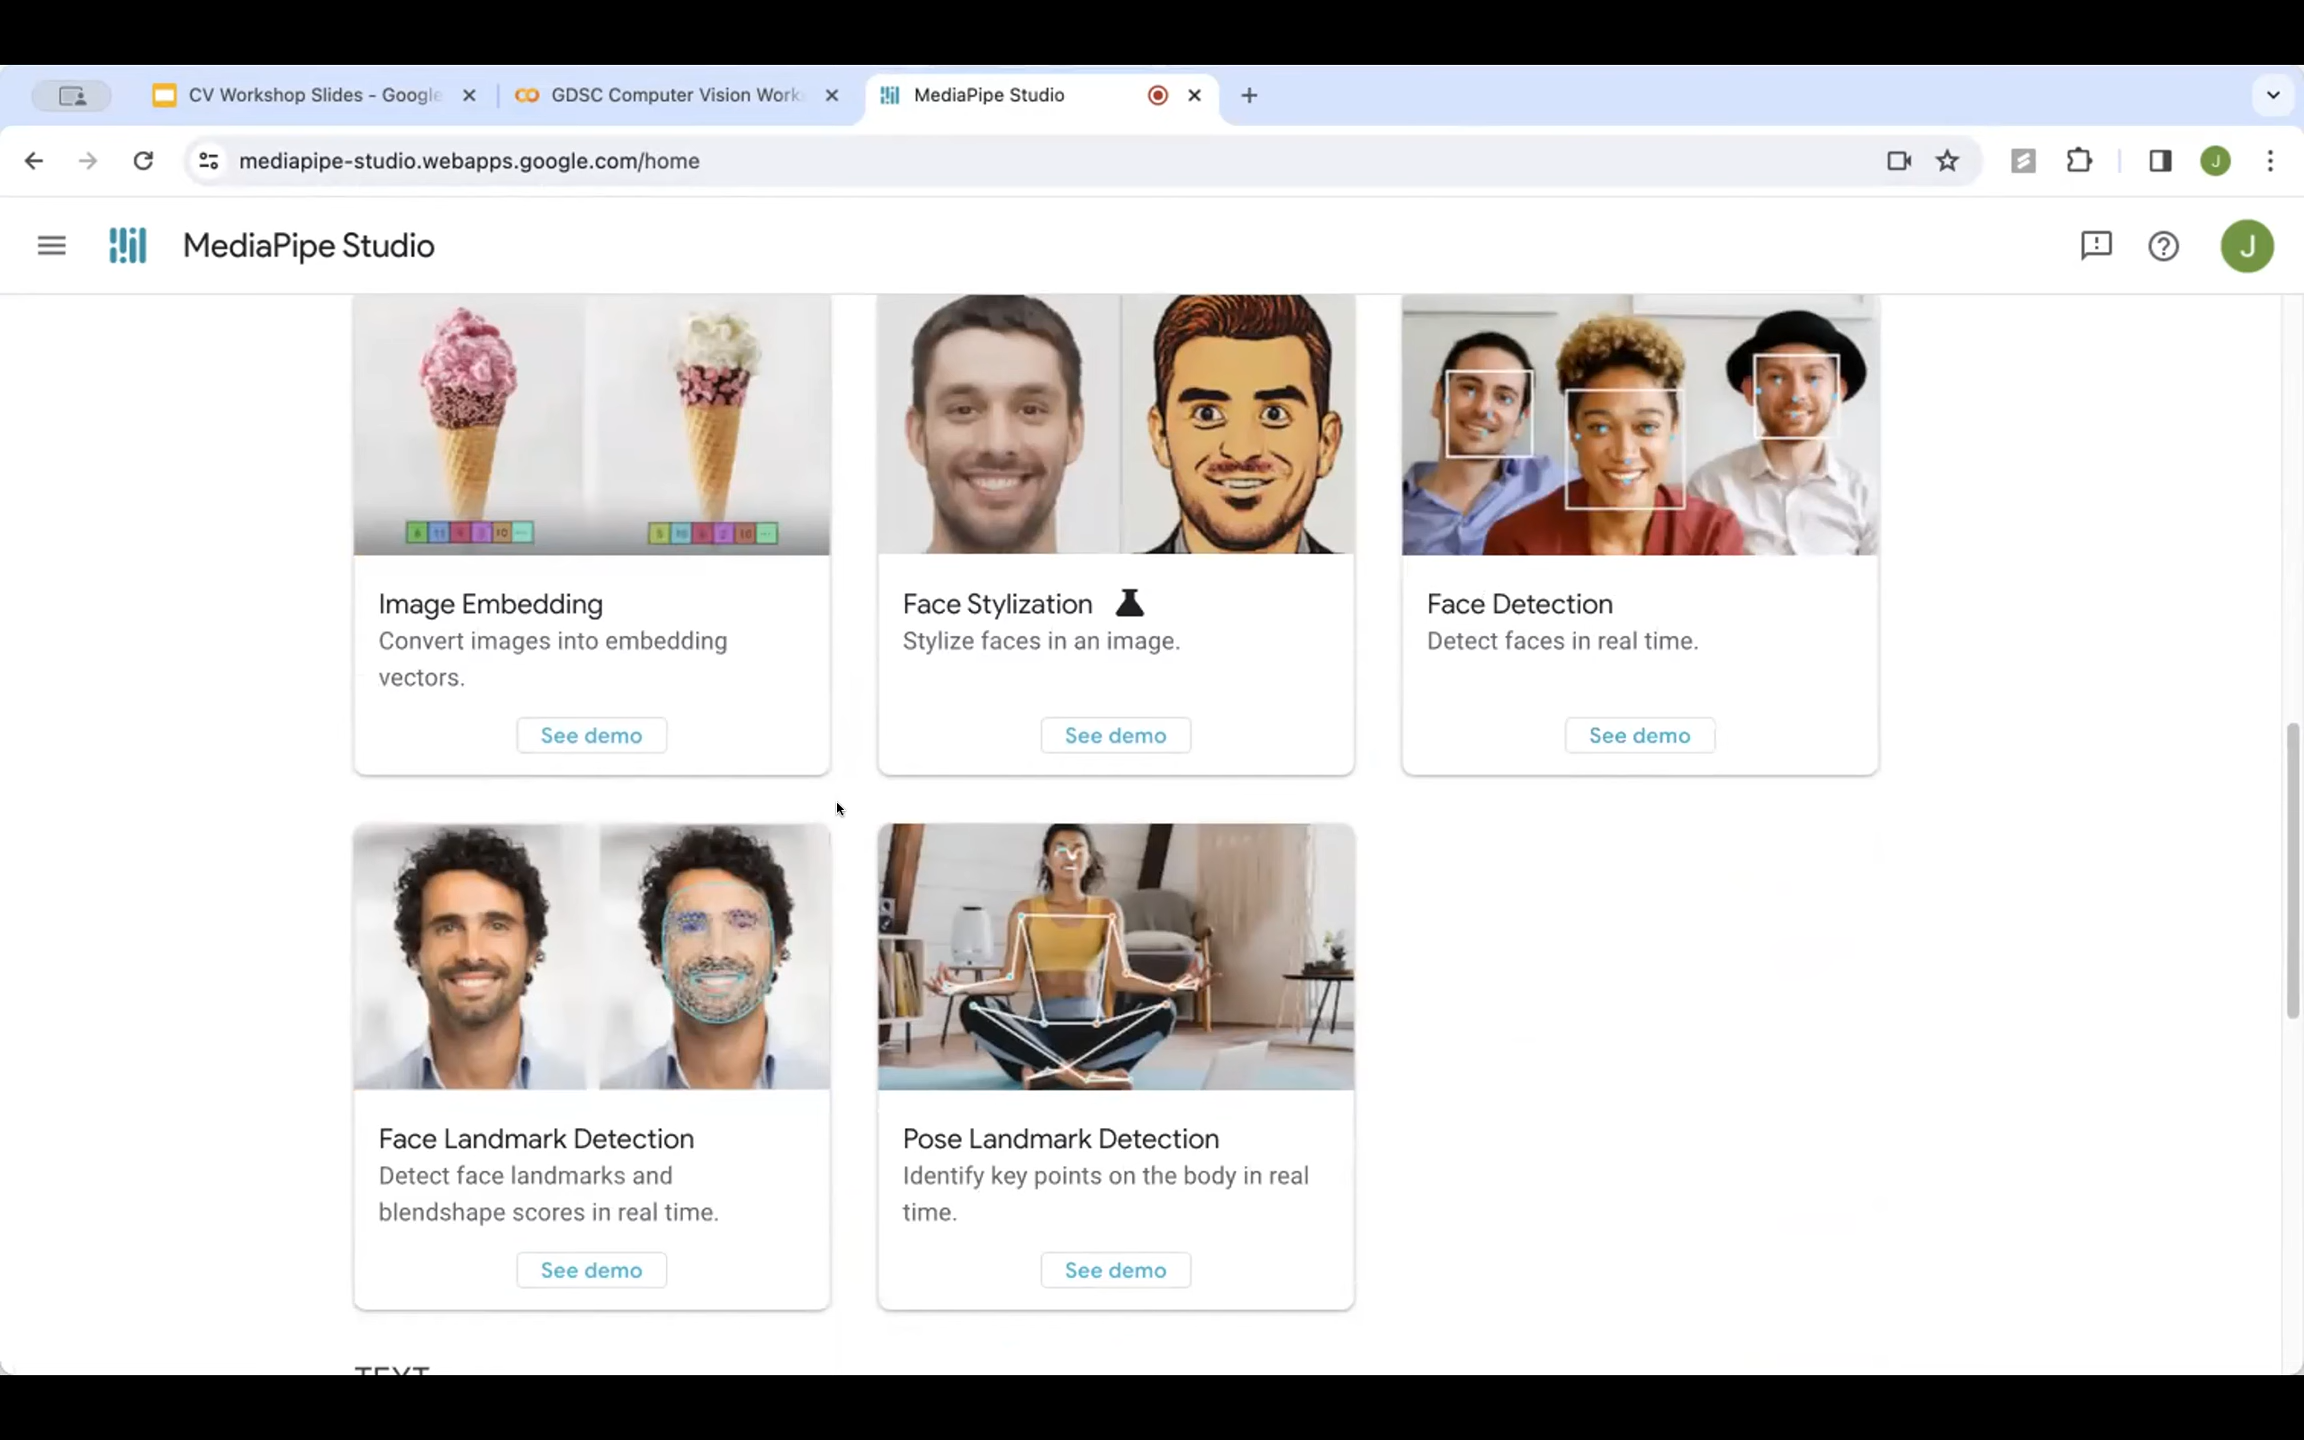 CV Workshop Slides - Google
GDSC Computer Vision Work
MediaPipe Studio
mediapipe-studio.webapps.google.com/home
J
MediaPipe Studio
J
Image Embedding
Convert images into embedding
vectors.
See demo
Face Stylization
Stylize faces in an image.
See demo
Face Detection
Detect faces in real time.
See demo
Face Landmark Detection
Detect face landmarks and
blendshape scores in real time.
See demo
Pose Landmark Detection
Identify key points on the body in real
time.
See demo
TEXT